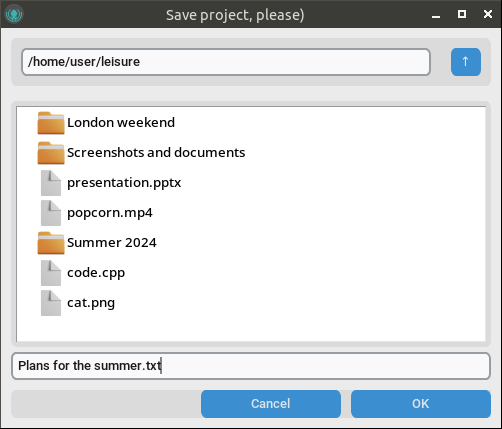 Save project, please)
/home/user/leisure
↑
London weekend
Screenshots and documents
presentation.pptx
popcorn.mp4
Summer 2024
code.cpp
cat.png
Plans for the summer.txt
Cancel OK